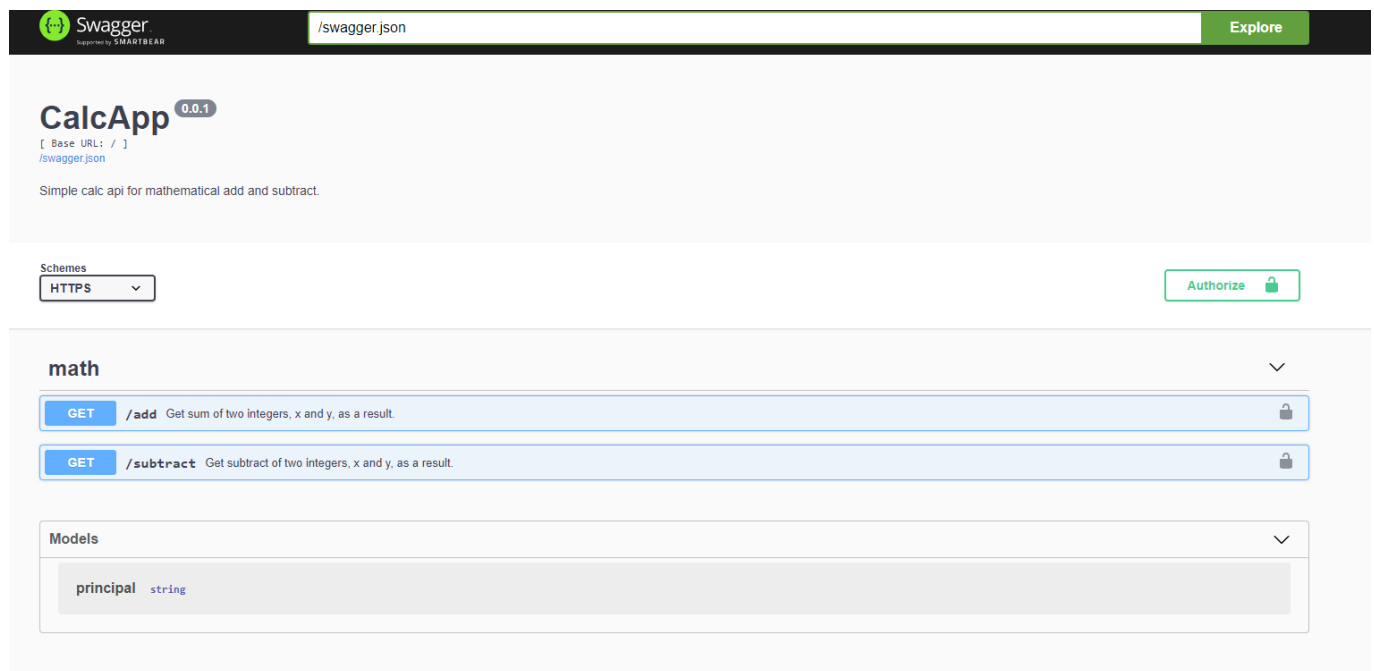 {...} Swagger
Supported by SMARTBEAR
/swagger.json
Explore
CalcApp 0.0.1
[ Base URL: / ]
/swagger.json
Simple calc api for mathematical add and subtract.
Schemes
HTTPS
Authorize
math
GET /add Get sum of two integers, x and y, as a result.
GET /subtract Get subtract of two integers, x and y, as a result.
Models
principal string